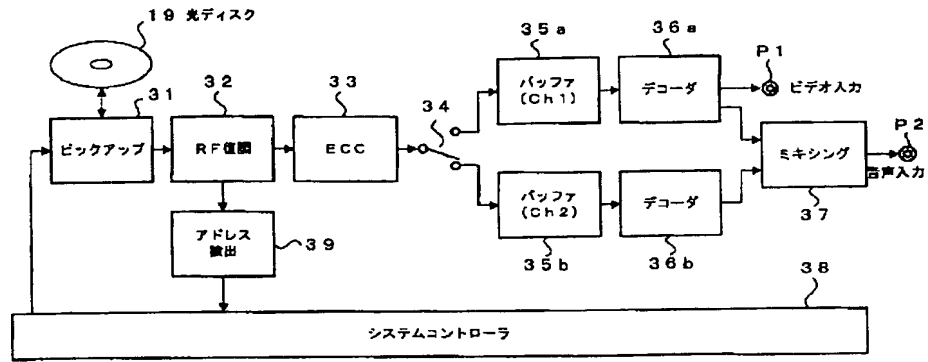 19 光ディスク
31
ピックアップ
32
RF復調
33
ECC
34
35a
バッファ
(Ch1)
36a
デコーダ
P1
ビデオ入力
35b
バッファ
(Ch2)
36b
デコーダ
ミキシング
37
P2
音声入力
アドレス
検出
39
38
システムコントローラ